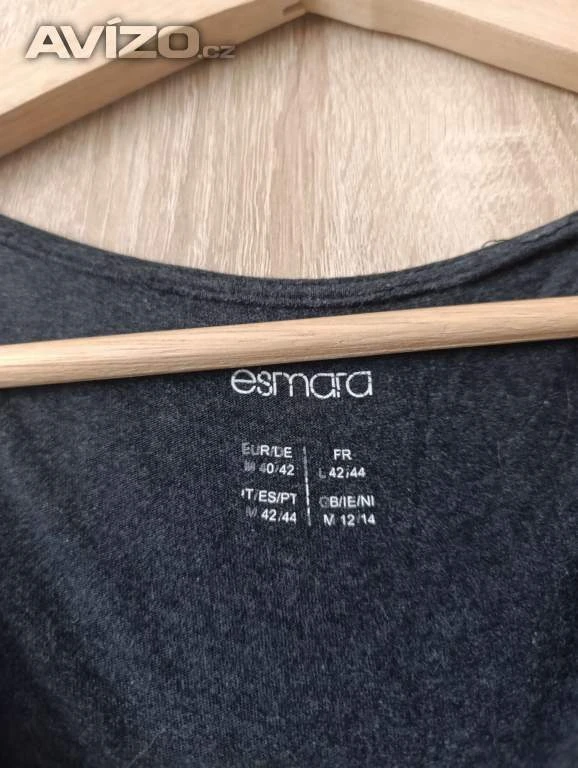 AVÍZO.cz
esmara
EUR/DE
M 40/42
FR
L 42/44
IT/ES/PT
M 42/44
GB/IE/NI
M 12/14